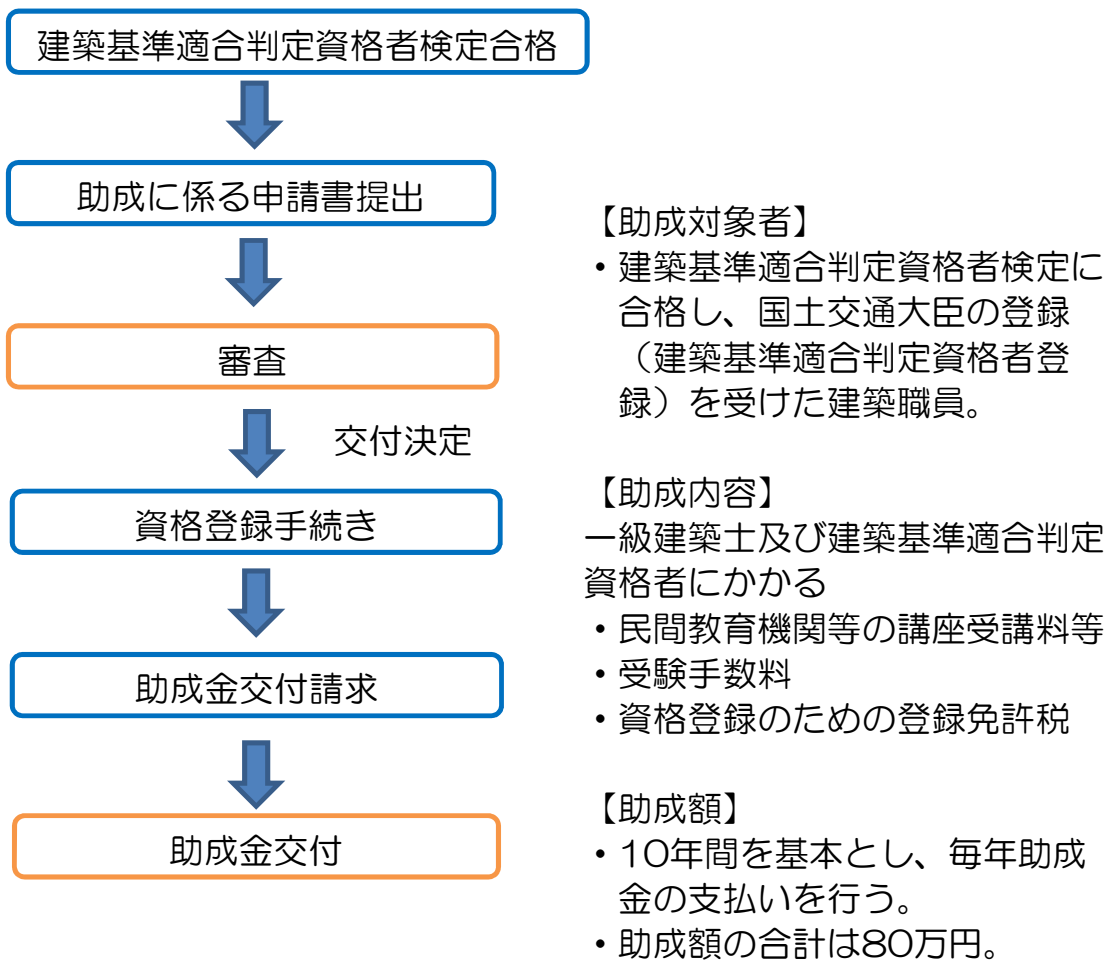 建築基準適合判定資格者検定合格
助成に係る申請書提出
審査
交付決定
資格登録手続き
助成金交付請求
助成金交付
【助成対象者】
・建築基準適合判定資格者検定に
合格し、国土交通大臣の登録
（建築基準適合判定資格者登
録）を受けた建築職員。
【助成内容】
一級建築士及び建築基準適合判定
資格者にかかる
・民間教育機関等の講座受講料等
・受験手数料
・資格登録のための登録免許税
【助成額】
・10年間を基本とし、毎年助成
金の支払いを行う。
・助成額の合計は80万円。